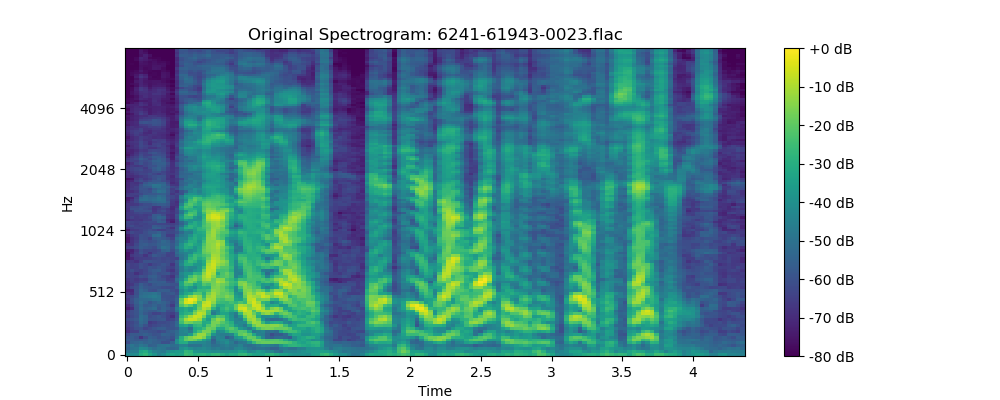 Original Spectrogram: 6241-61943-0023.flac
Hz
4096
2048
1024
512
0
0 0.5 1 1.5 2 2.5 3 3.5 4
Time
+0 dB
-10 dB
-20 dB
-30 dB
-40 dB
-50 dB
-60 dB
-70 dB
-80 dB